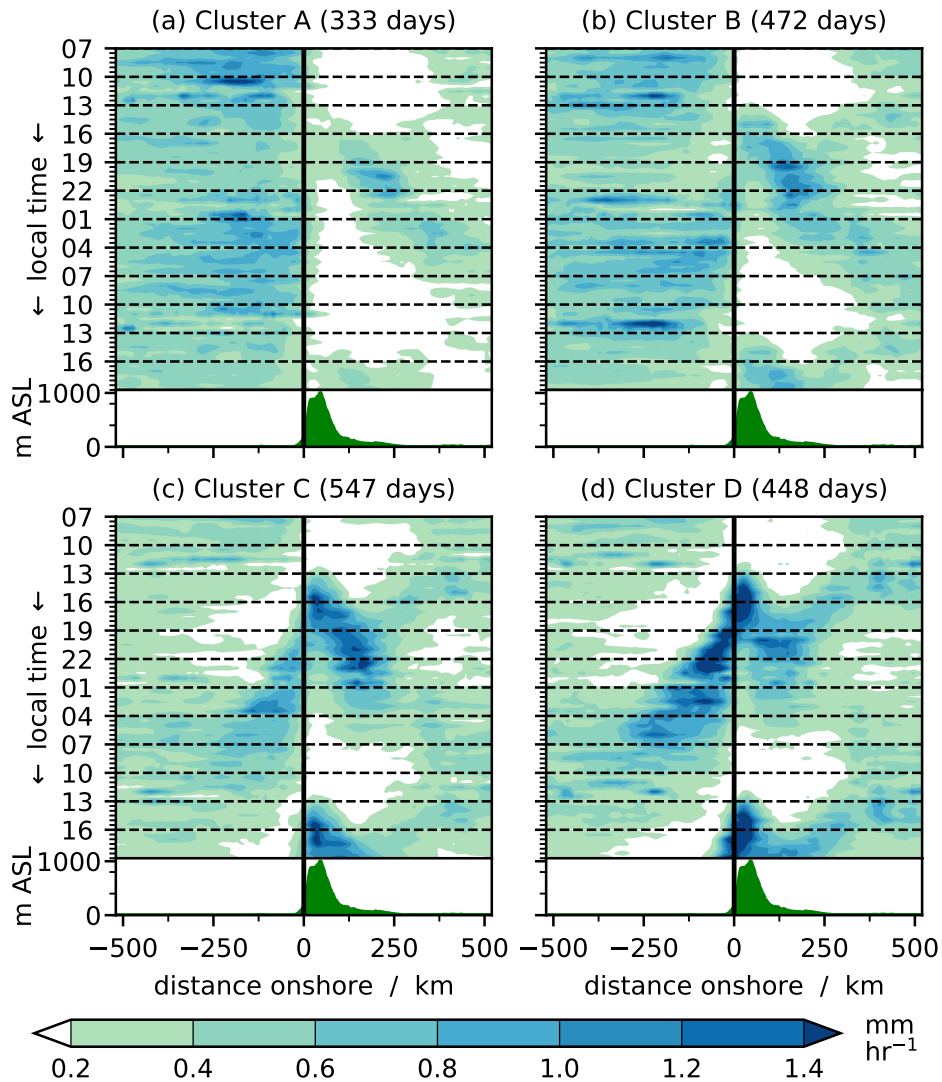 (a) Cluster A (333 days)
(b) Cluster B (472 days)
07
10
13
16
19
22
01
04
07
10
13
16
← local time ←
1000
0
m ASL
1000
0
(c) Cluster C (547 days)
(d) Cluster D (448 days)
07
10
13
16
19
22
01
04
07
10
13
16
← local time ←
1000
0
m ASL
−500 −250 0 250 500
−500 −250 0 250 500
distance onshore / km
distance onshore / km
0.2 0.4 0.6 0.8 1.0 1.2 1.4
mm
hr⁻¹